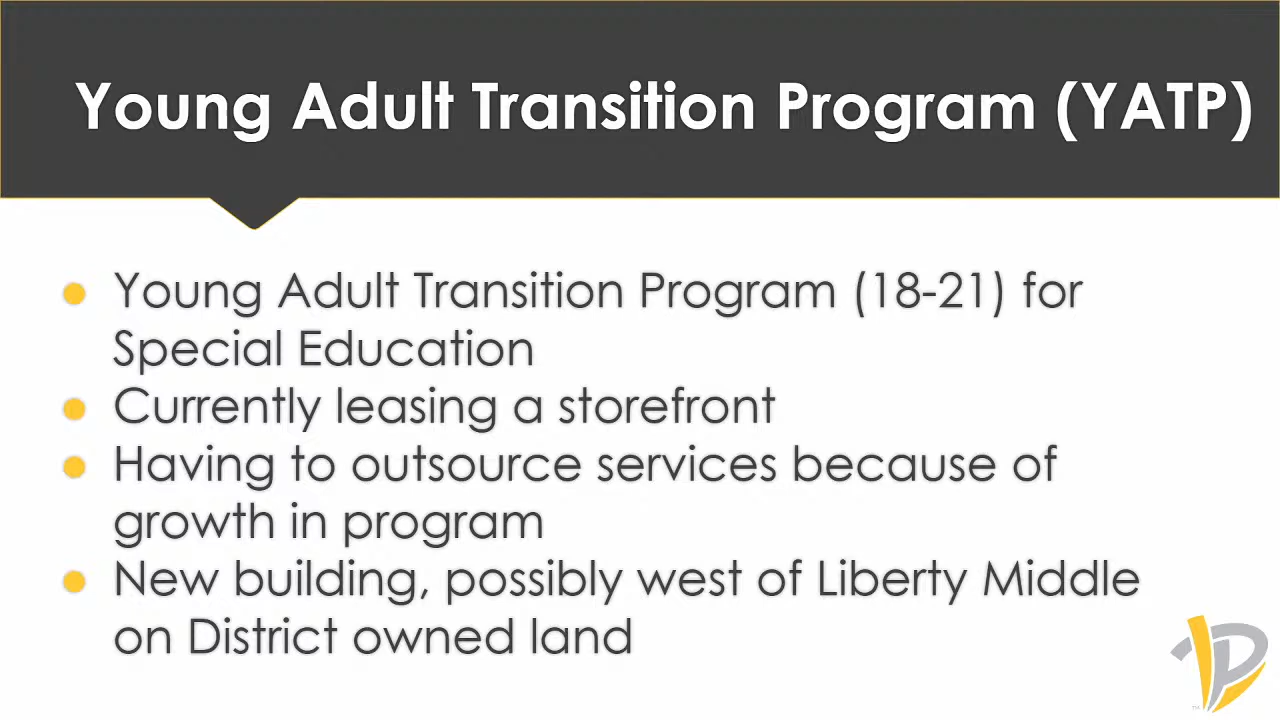 Young Adult Transition Program (YATP)
Young Adult Transition Program (18-21) for
Special Education
Currently leasing a storefront
Having to outsource services because of
growth in program
New building, possibly west of Liberty Middle
on District owned land